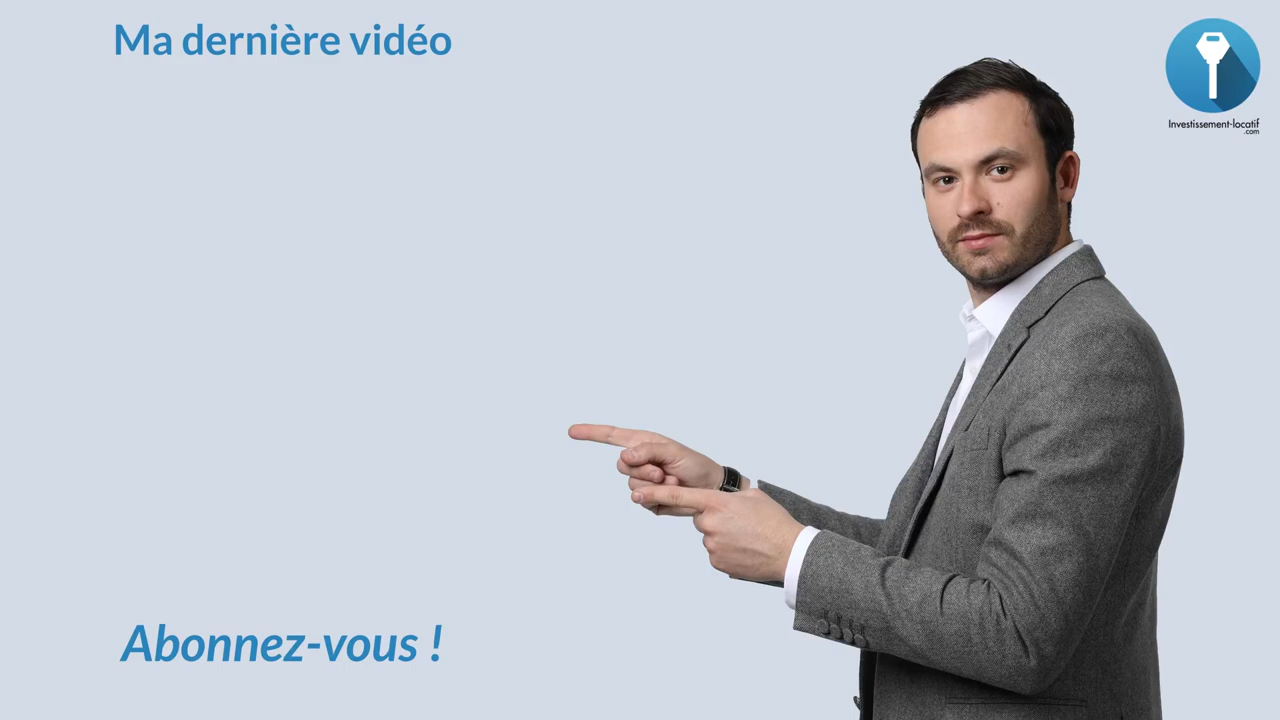 Ma dernière vidéo
Investissement-locatif
.com
Abonnez-vous !